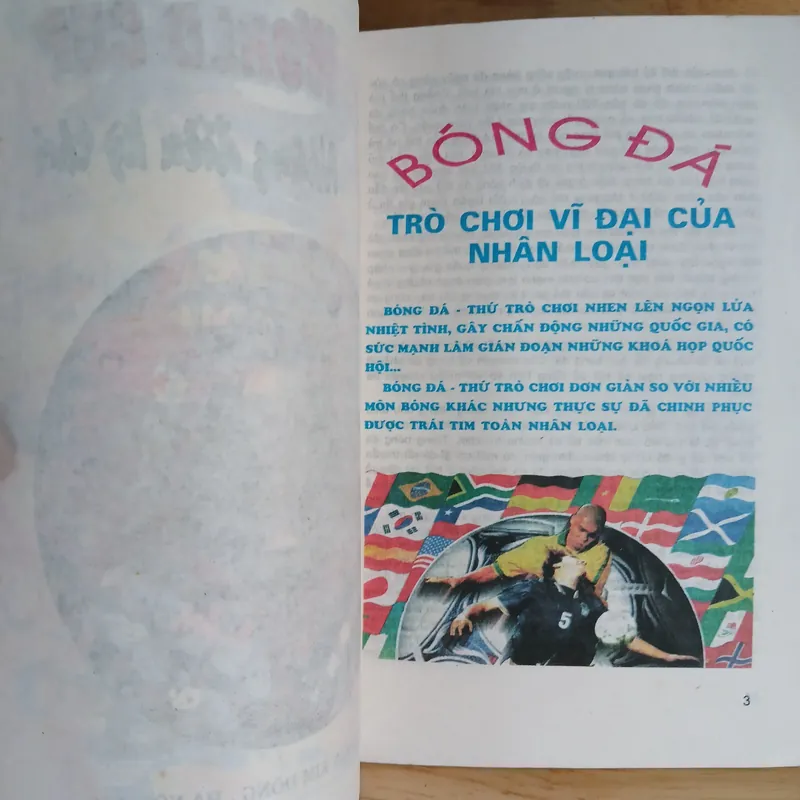 WORLD CUP
BÓNG ĐÁ
TRÒ CHƠI VĨ ĐẠI CỦA
NHÂN LOẠI
BÓNG ĐÁ - THỨ TRÒ CHƠI NHEN LÊN NGỌN LỬA
NHIỆT TÌNH, GÂY CHẤN ĐỘNG NHỮNG QUỐC GIA, CÓ
SỨC MẠNH LÀM GIÁN ĐOẠN NHỮNG KHOÁ HỌP QUỐC
HỘI...
BÓNG ĐÁ - THỨ TRÒ CHƠI ĐƠN GIẢN SO VỚI NHIỀU
MÔN BÓNG KHÁC NHƯNG THỰC SỰ ĐÃ CHINH PHỤC
ĐƯỢC TRÁI TIM TOÀN NHÂN LOẠI.
5
3